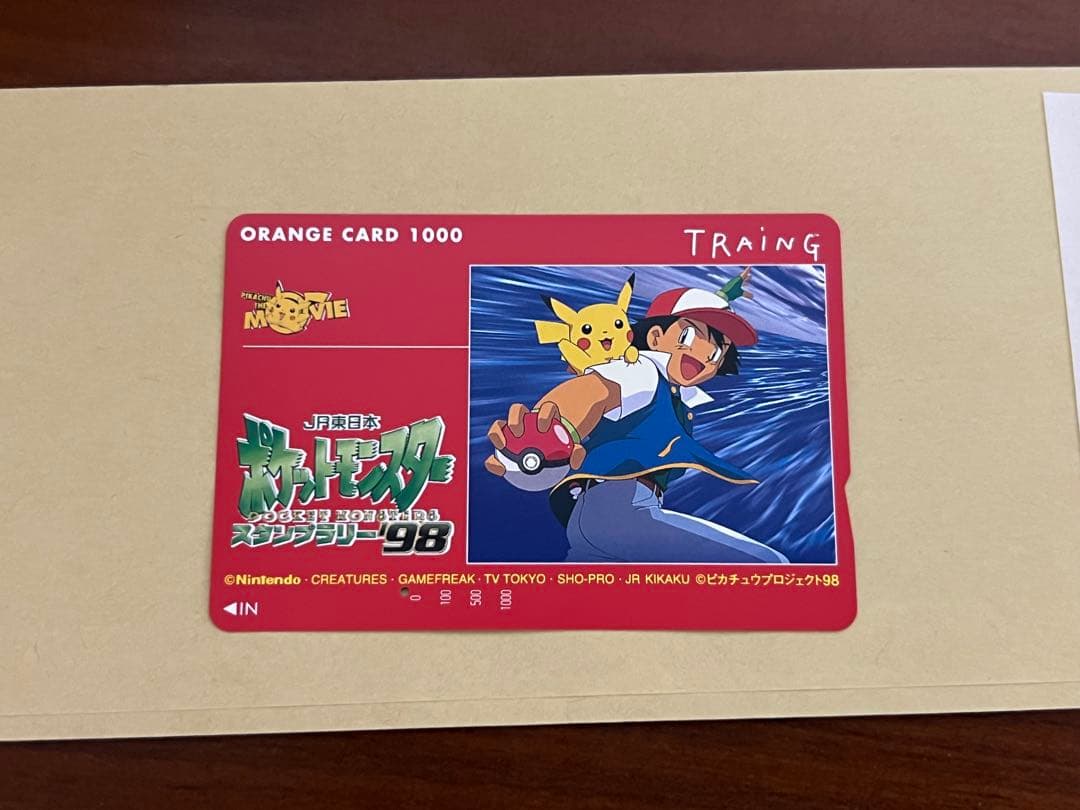 ORANGE CARD 1000
TRAiNG
PIKACHU
THE
MOVIE
JR東日本
ポケットモンスター
POCKET MONSTERS
スタンプラリー'98
©Nintendo · CREATURES · GAMEFREAK · TV TOKYO · SHO-PRO · JR KIKAKU ©ピカチュウプロジェクト98
◀IN
0 100 500 1000